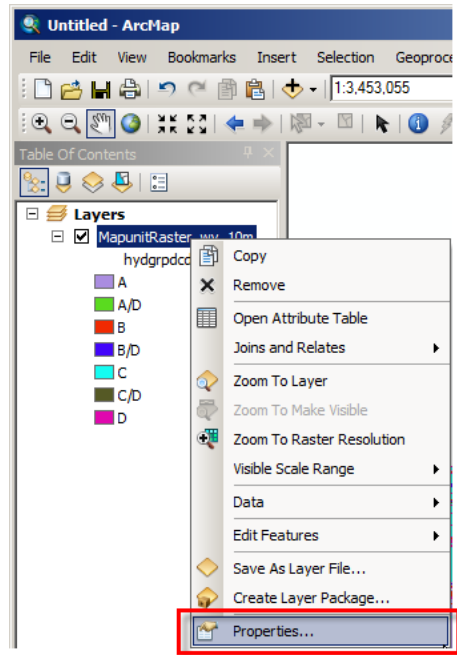 Untitled - ArcMap
File Edit View Bookmarks Insert Selection
1:3,453,055
Table Of Contents
Layers
MapunitRaster_wv_10m
hydgrpdcd
A
A/D
B
B/D
C
C/D
D
Copy
Remove
Open Attribute Table
Joins and Relates
Zoom To Layer
Zoom To Make Visible
Zoom To Raster Resolution
Visible Scale Range
Data
Edit Features
Save As Layer File...
Create Layer Package...
Properties...